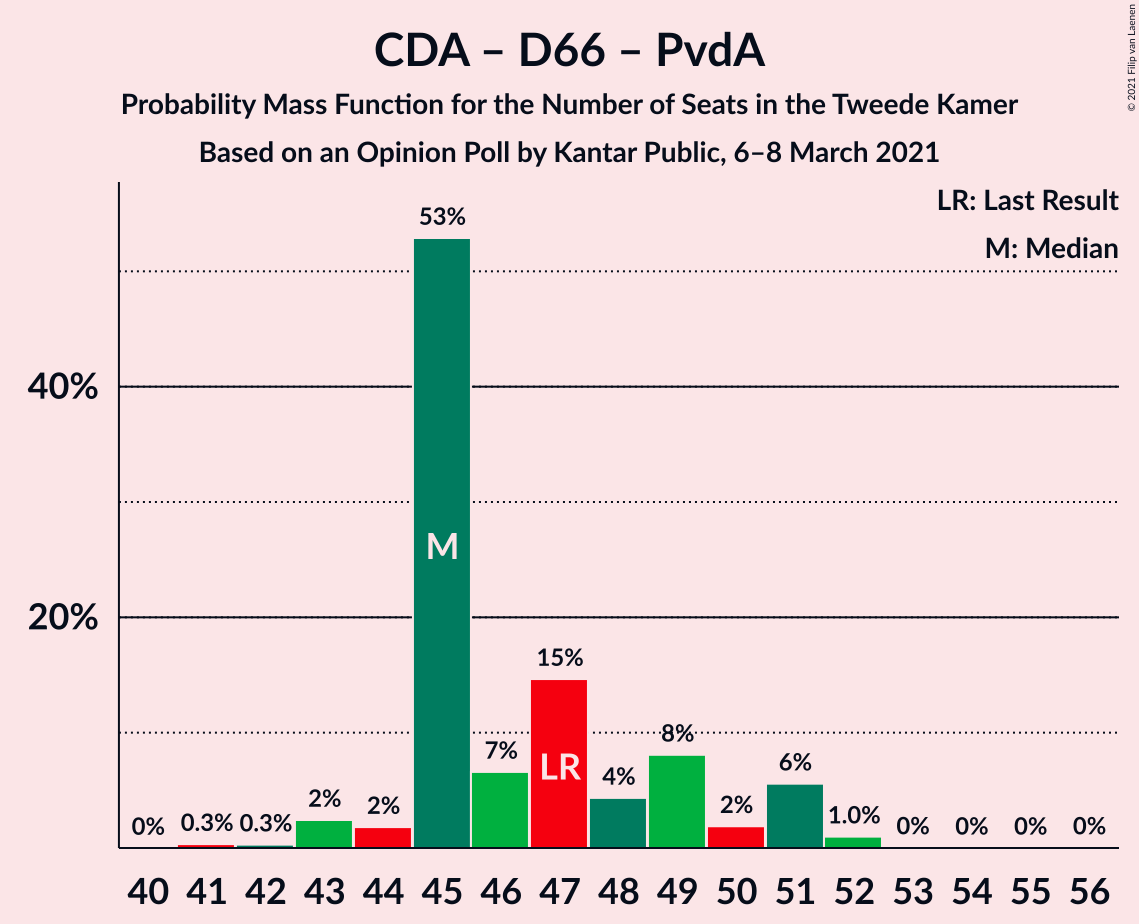 CDA – D66 – PvdA
Probability Mass Function for the Number of Seats in the Tweede Kamer
Based on an Opinion Poll by Kantar Public, 6–8 March 2021
© 2021 Filip van Laenen
LR: Last Result
M: Median
40%
20%
0%
0.3%
0.3%
2%
2%
53%
7%
15%
4%
8%
2%
6%
1.0%
0%
0%
0%
0%
M
LR
40 41 42 43 44 45 46 47 48 49 50 51 52 53 54 55 56